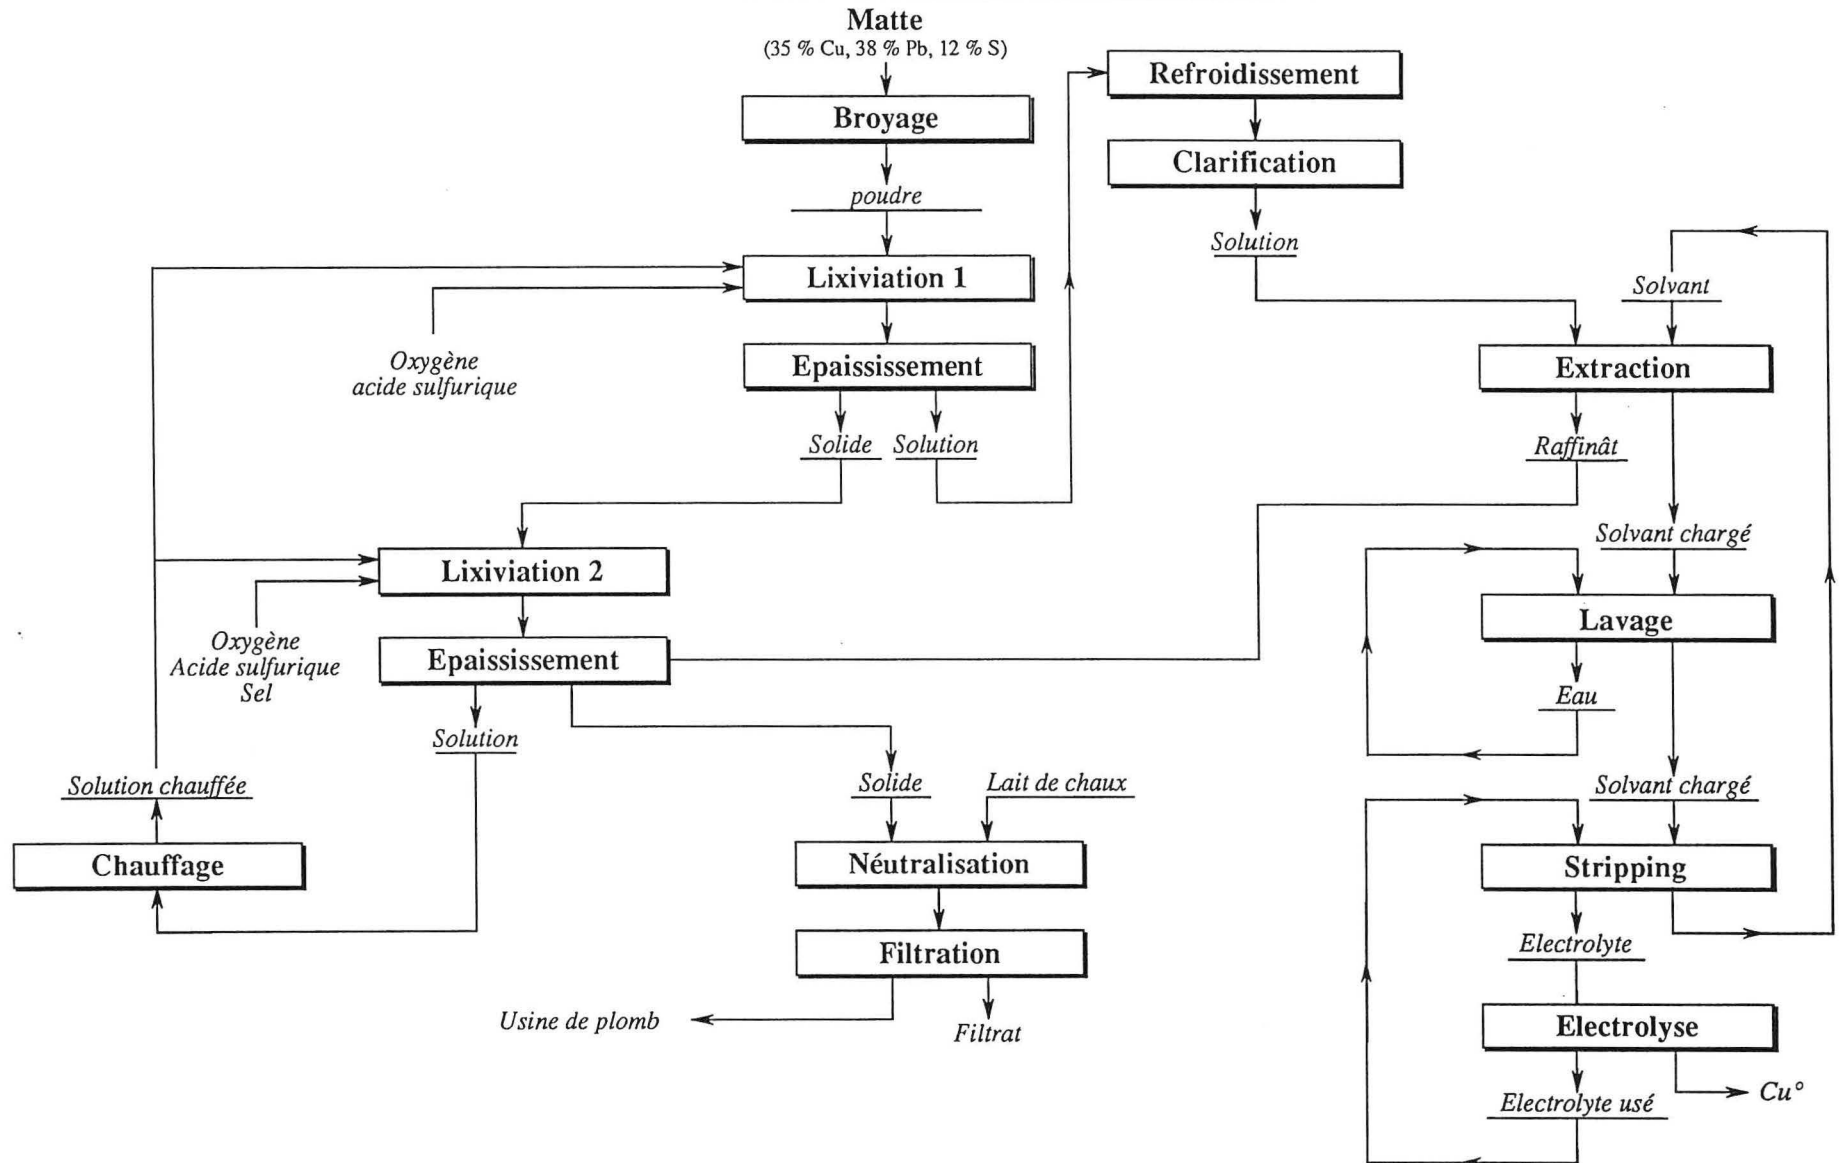 Matte
(35 % Cu, 38 % Pb, 12 % S)
Broyage
poudre
Lixiviation 1
Oxygène
acide sulfurique
Epaississement
Solide
Solution
Refroidissement
Clarification
Solution
Solvant
Extraction
Raffinât
Solvant chargé
Lavage
Eau
Solvant chargé
Stripping
Electrolyte
Electrolyse
Cu°
Electrolyte usé
Lixiviation 2
Oxygène
Acide sulfurique
Sel
Epaississement
Solution
Solution chauffée
Chauffage
Solide
Lait de chaux
Néutralisation
Filtration
Usine de plomb
Filtrat